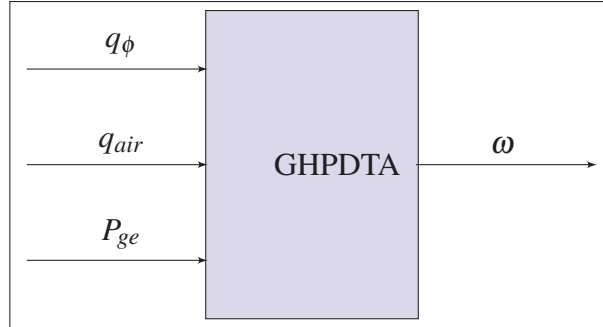 q_ϕ
q_air
GHPDTA
ω
P_ge